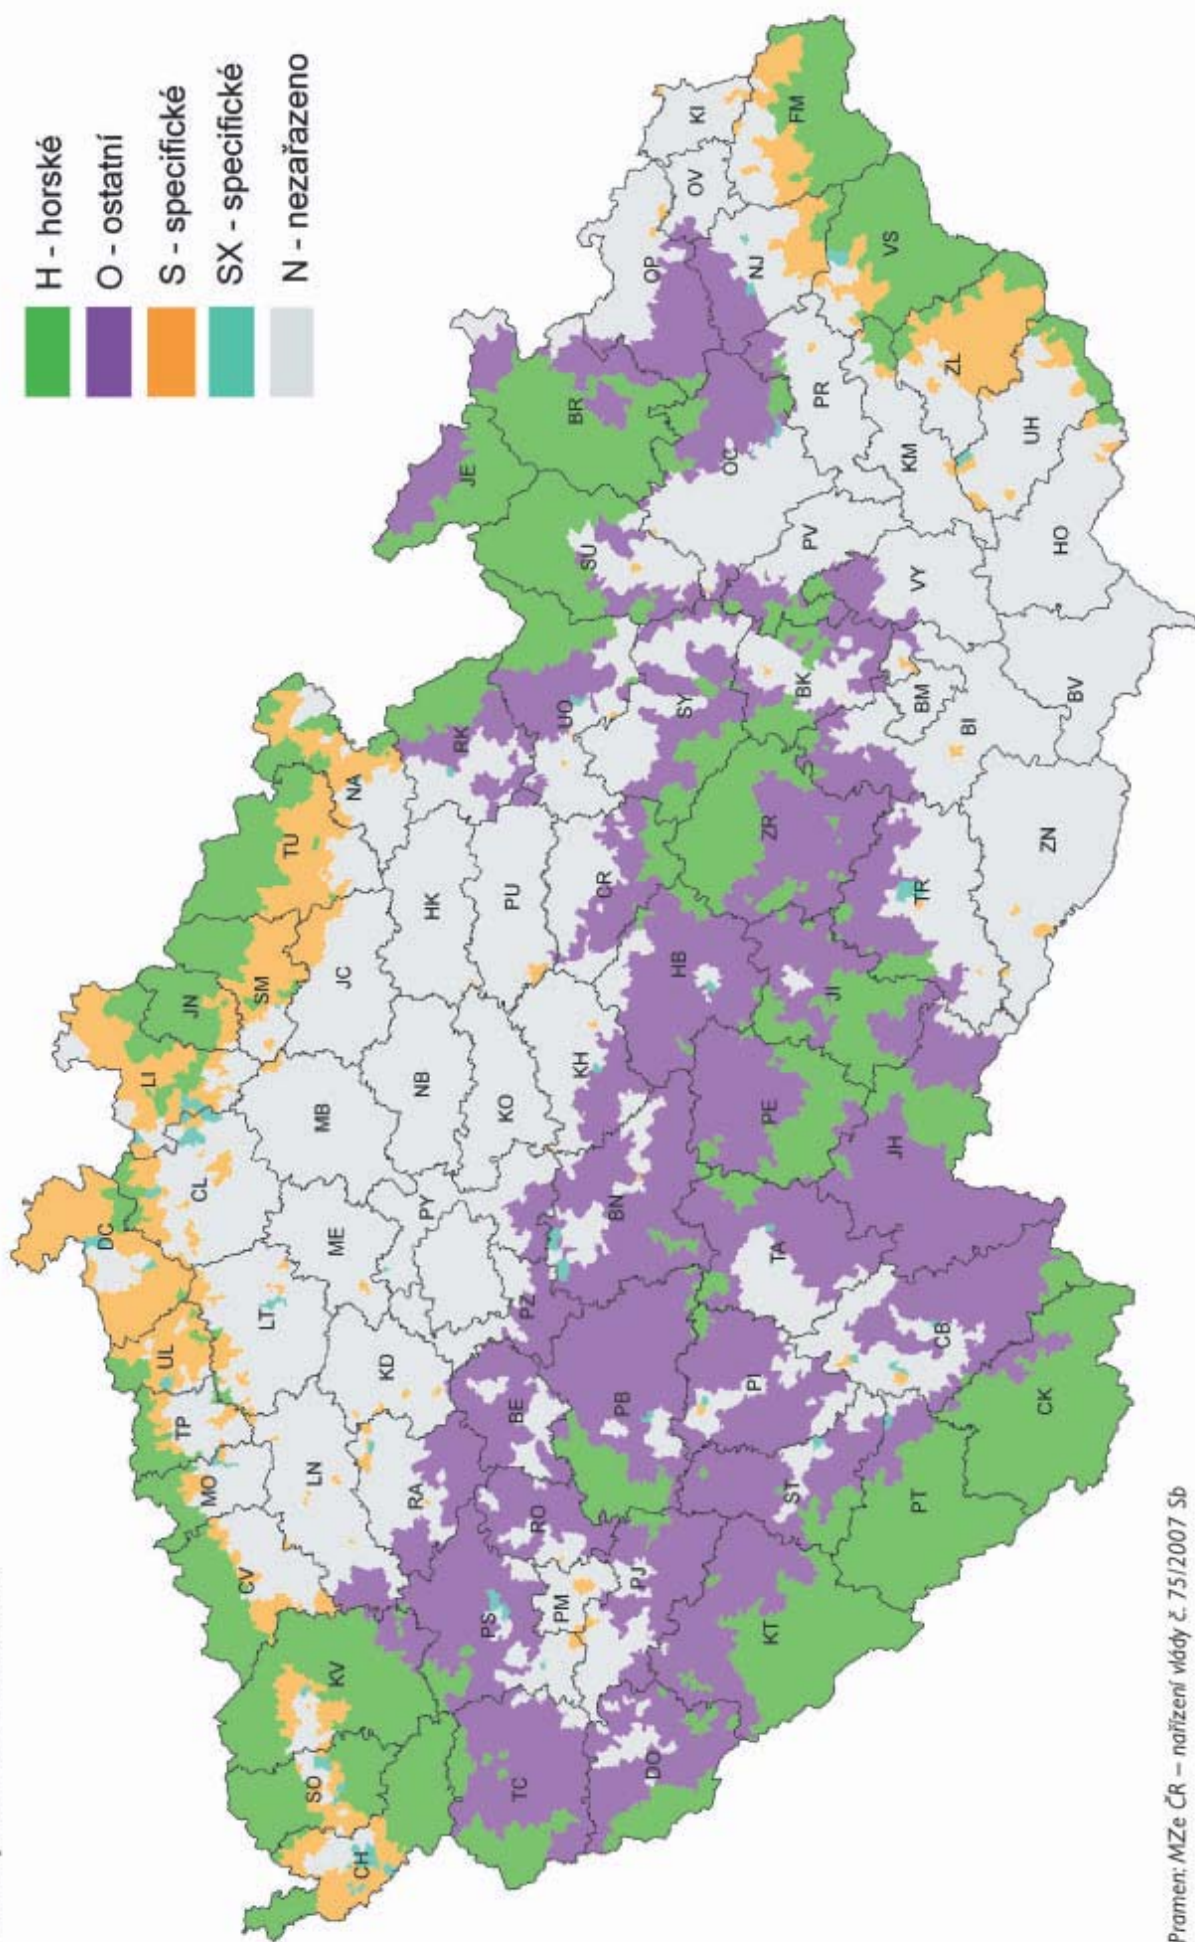 H - horské
O - ostatní
S - specifické
SX - specifické
N - nezařazeno
DC
LI
JN
SM
TU
NA
UL
CL
TP
LT
MO
CV
LN
ME
MB
JC
HK
RK
KD
PY
NB
PU
UO
JE
BR
SU
KV
SO
CH
RA
KO
CR
OP
KI
OV
PZ
KH
SY
OC
NJ
FM
PS
BE
BN
HB
ZR
BK
PV
PR
VS
TC
RO
PM
PJ
PB
PE
JI
BM
BI
VY
KM
ZL
DO
KT
ST
PI
TA
JH
TR
UH
HO
BV
ZN
PT
CB
CK
Pramen: MZe ČR – nařízení vlády č. 75/2007 Sb